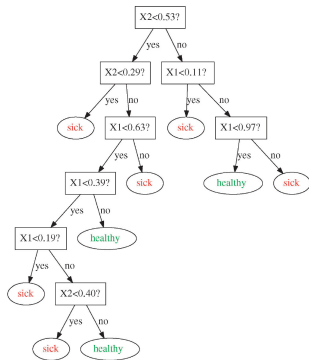 X2<0.53?
yes no
X2<0.29? X1<0.11?
yes no yes no
sick X1<0.63? sick X1<0.97?
yes no yes no
X1<0.39? sick healthy sick
yes no
X1<0.19? healthy
yes no
sick X2<0.40?
yes no
sick healthy